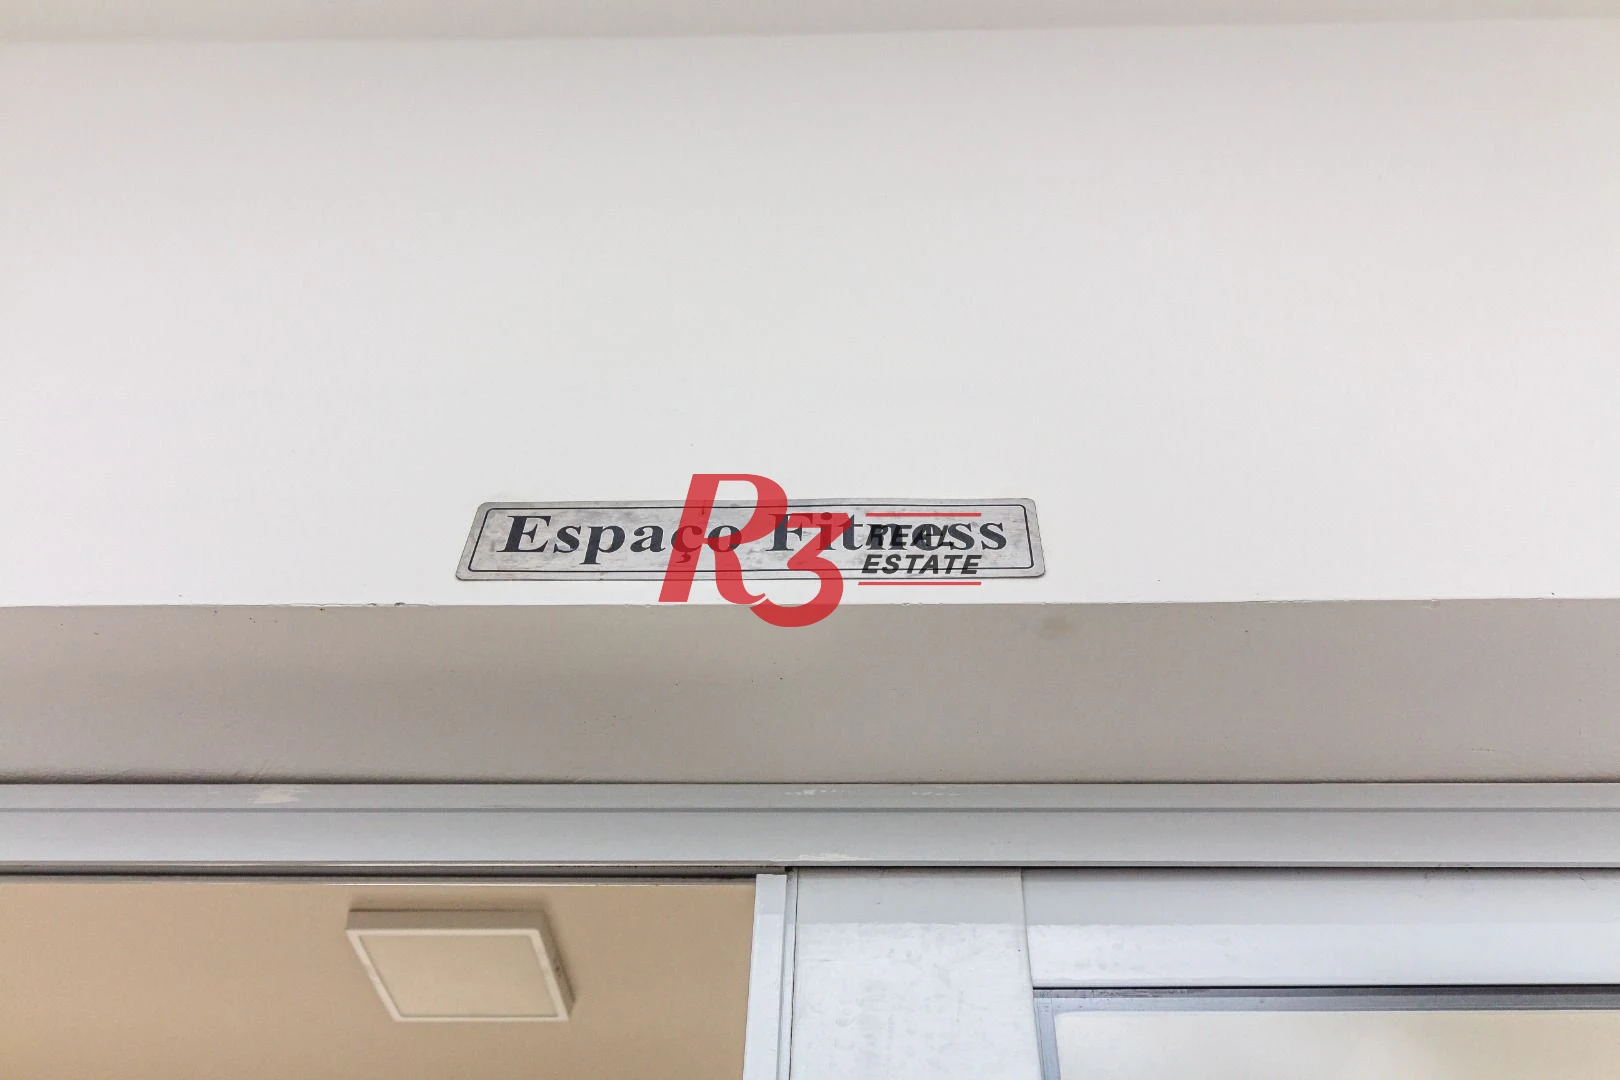 Espaço Fitness
R3 REAL
ESTATE